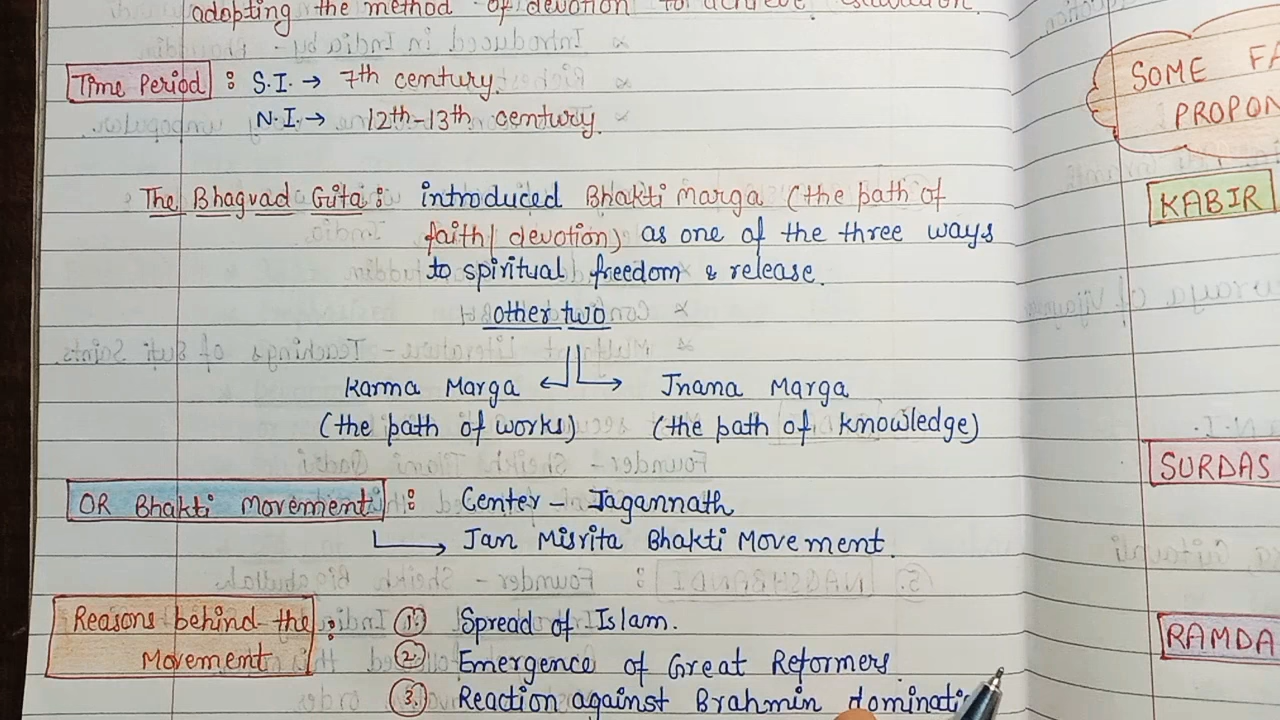 adopting the method of devotion to achieve salvation.
Time Period : S.I. → 7th century.
N.I. → 12th-13th century.
The Bhagvad Gita : introduced Bhakti marga (the path of
faith/devotion) as one of the three ways
to spiritual freedom & release.
other two
Karma Marga
Jnana Marga
(the path of works)
(the path of knowledge)
OR Bhakti Movement : Center - Jagannath
Jan Misrita Bhakti Movement.
Reasons behind the Movement :
1. Spread of Islam.
2. Emergence of Great Reformers.
3. Reaction against Brahmin
SOME
PROPON
KABIR
SURDAS
RAMDA